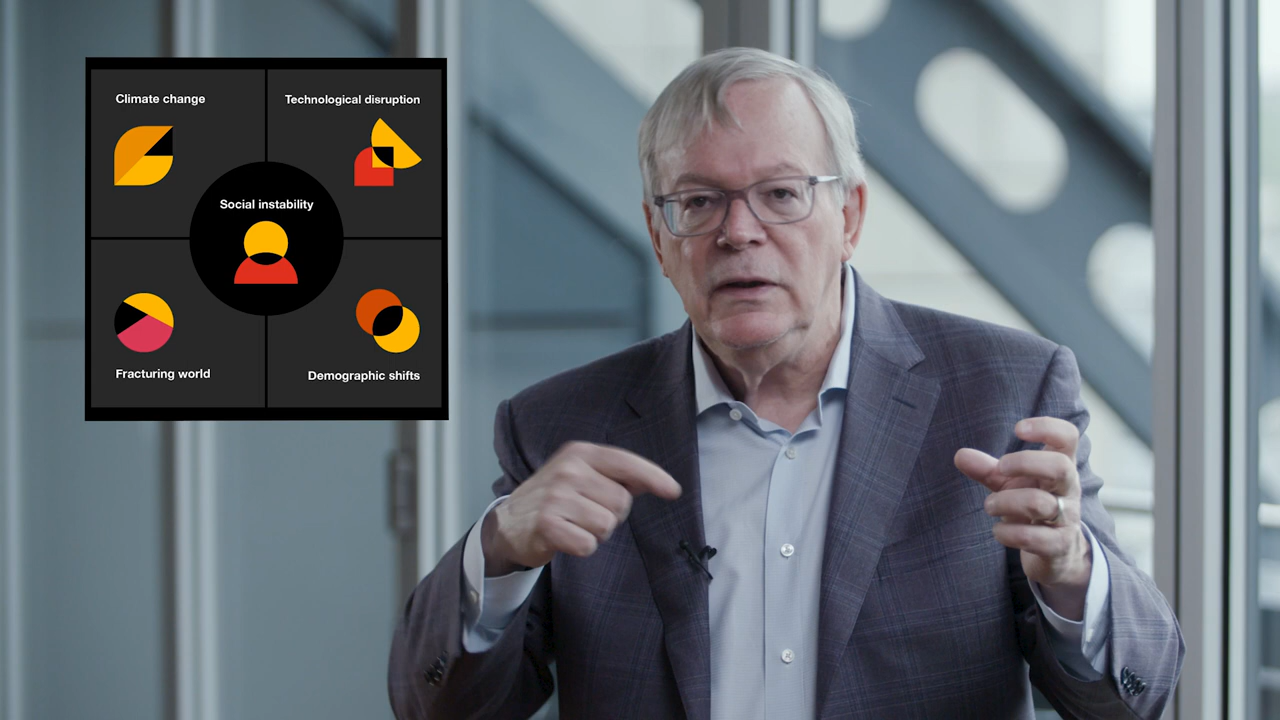 Climate change
Technological disruption
Social instability
Fracturing world
Demographic shifts